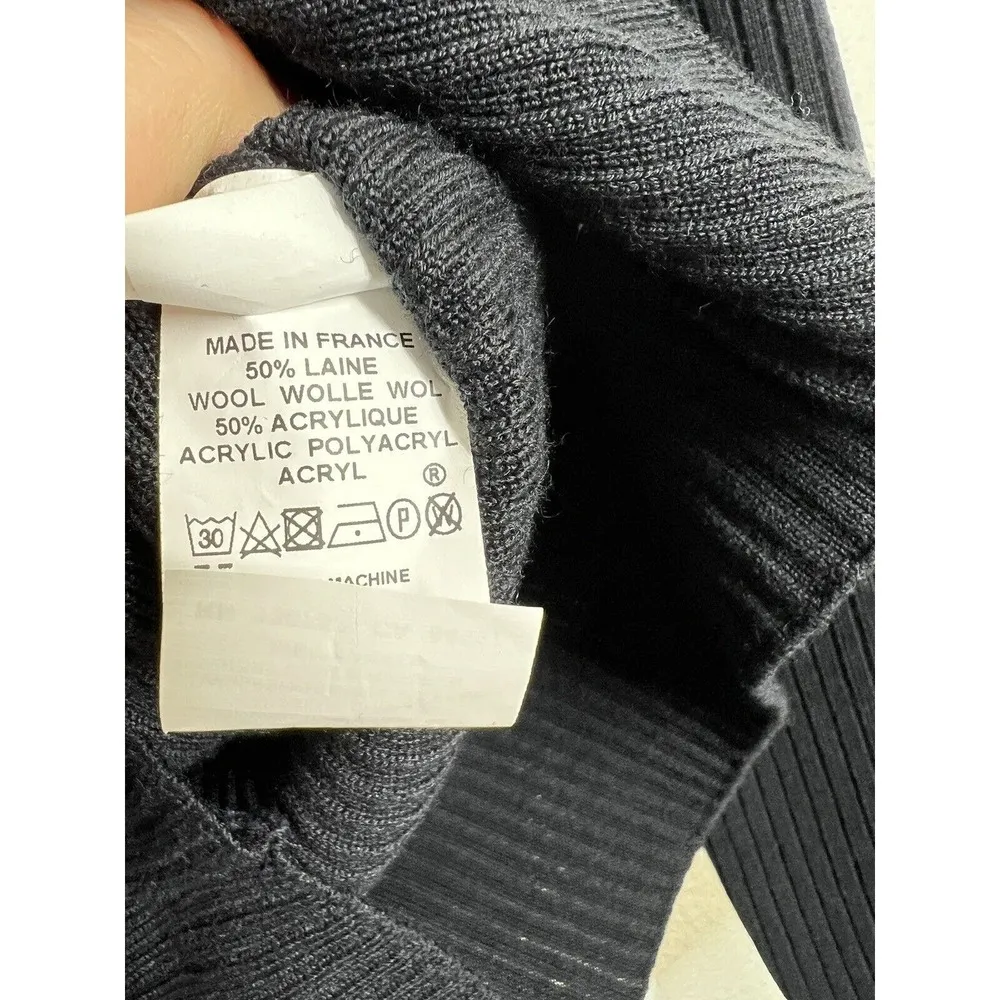 MADE IN FRANCE
50% LAINE
WOOL WOLLE WOL
50% ACRYLIQUE
ACRYLIC POLYACRYL
ACRYL
®
30 P W
MACHINE